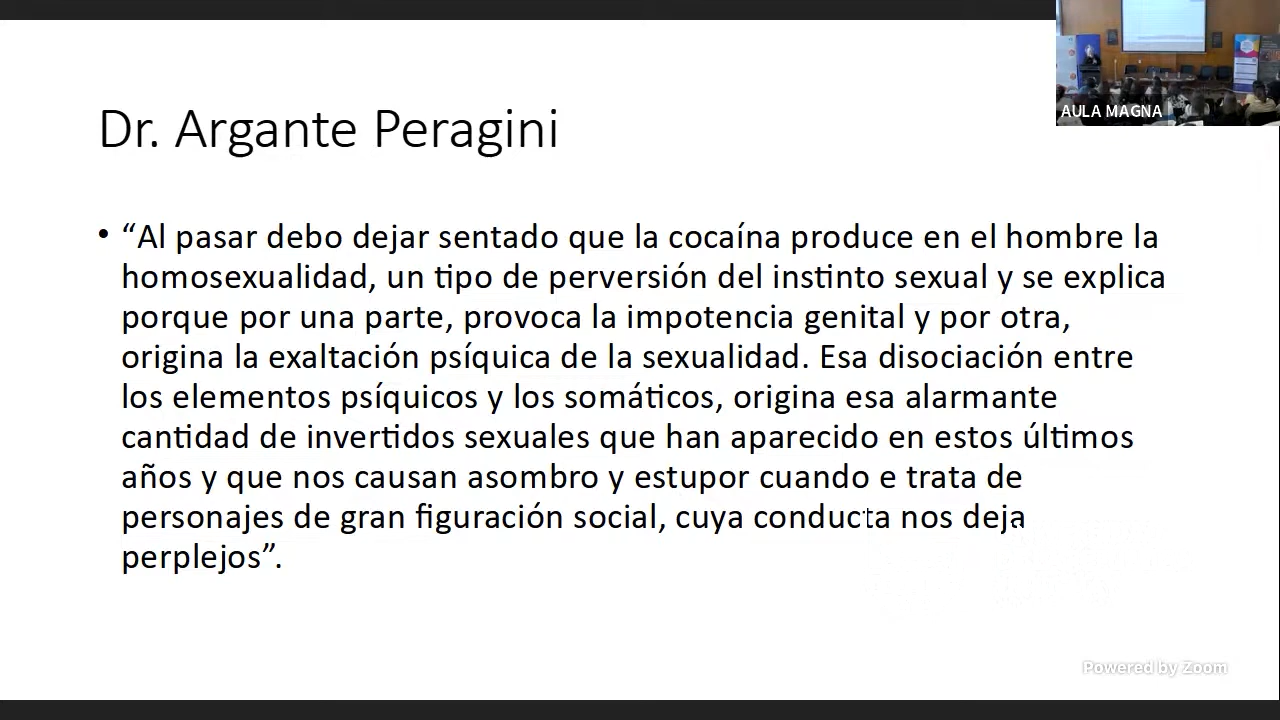 AULA MAGNA
Dr. Argante Peragini
• “Al pasar debo dejar sentado que la cocaína produce en el hombre la
homosexualidad, un tipo de perversión del instinto sexual y se explica
porque por una parte, provoca la impotencia genital y por otra,
origina la exaltación psíquica de la sexualidad. Esa disociación entre
los elementos psíquicos y los somáticos, origina esa alarmante
cantidad de invertidos sexuales que han aparecido en estos últimos
años y que nos causan asombro y estupor cuando e trata de
personajes de gran figuración social, cuya conducta nos deja
perplejos”.
Powered by Zoom